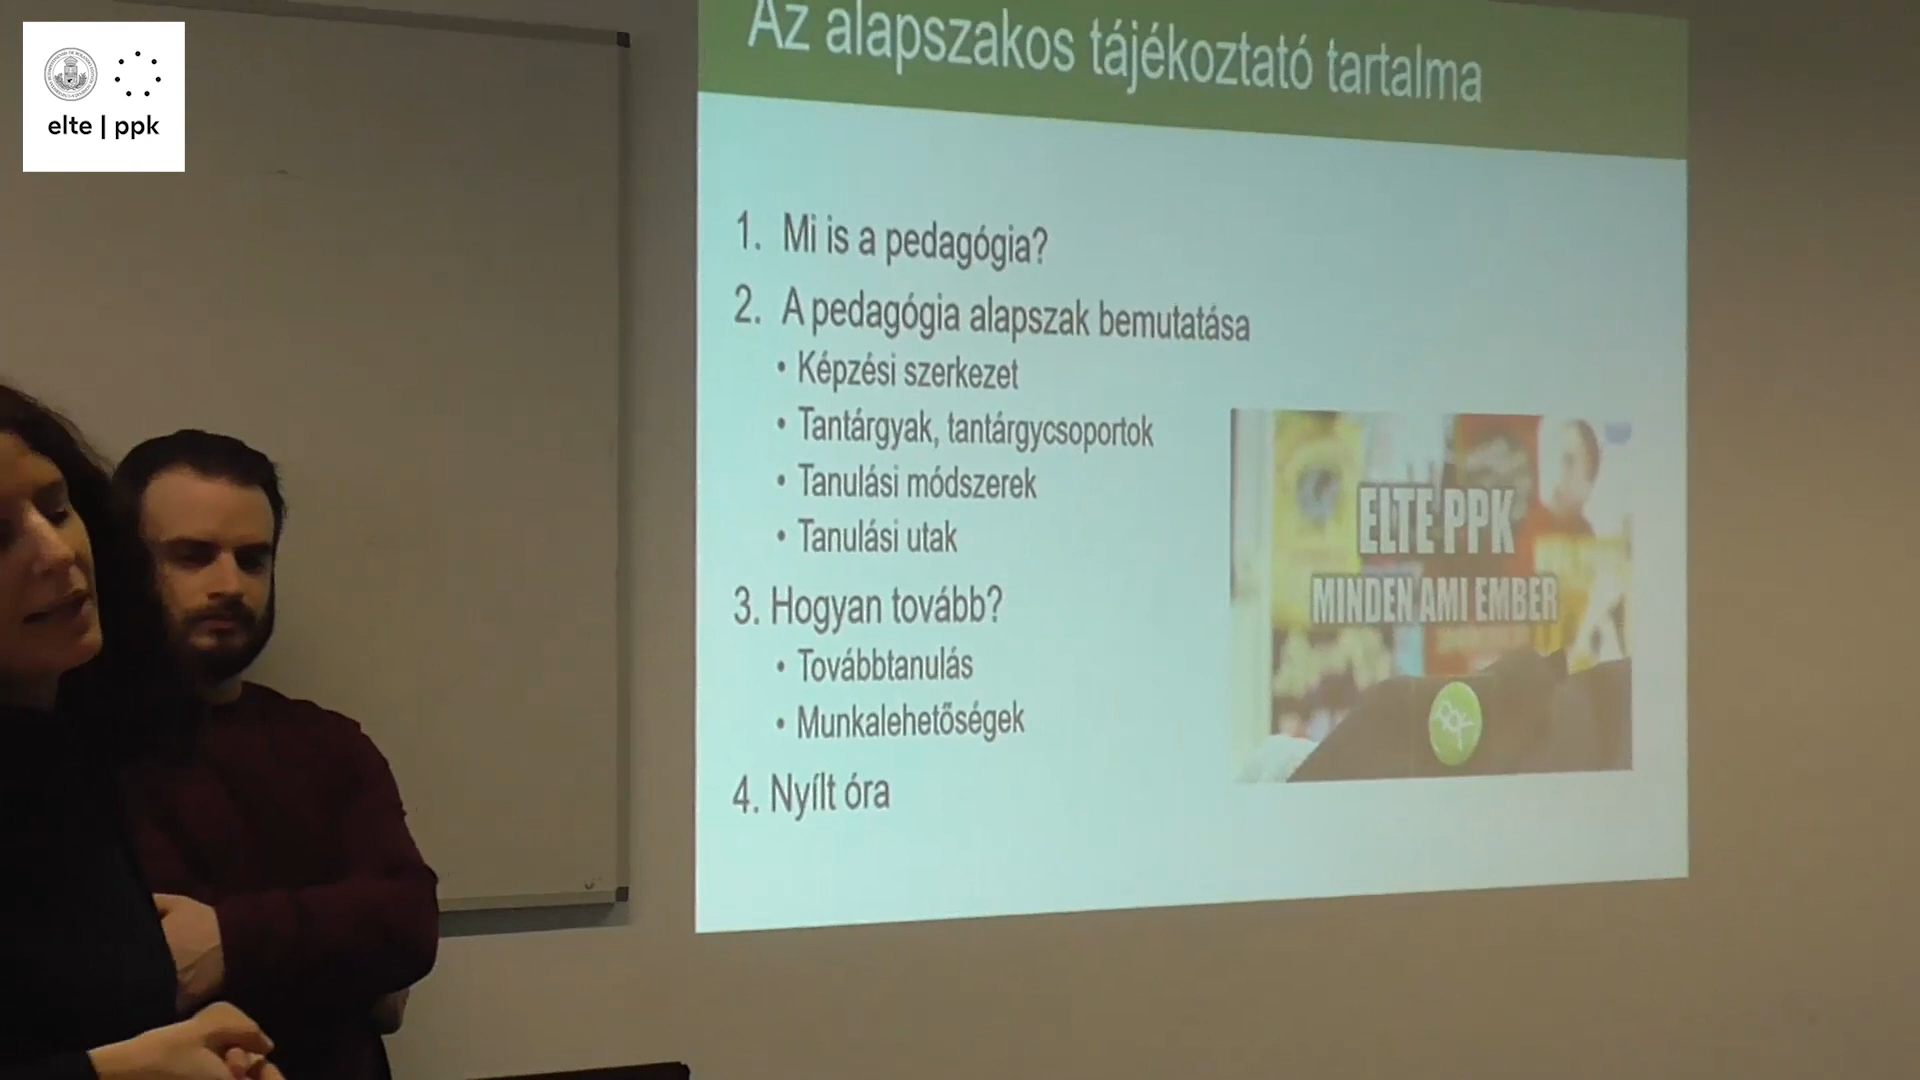 elte | ppk
Az alapszakos tájékoztató tartalma
1. Mi is a pedagógia?
2. A pedagógia alapszak bemutatása
• Képzési szerkezet
• Tantárgyak, tantárgycsoportok
• Tanulási módszerek
• Tanulási utak
3. Hogyan tovább?
• Továbbtanulás
• Munkalehetőségek
4. Nyílt óra
ELTE PPK
MINDEN AMI EMBER